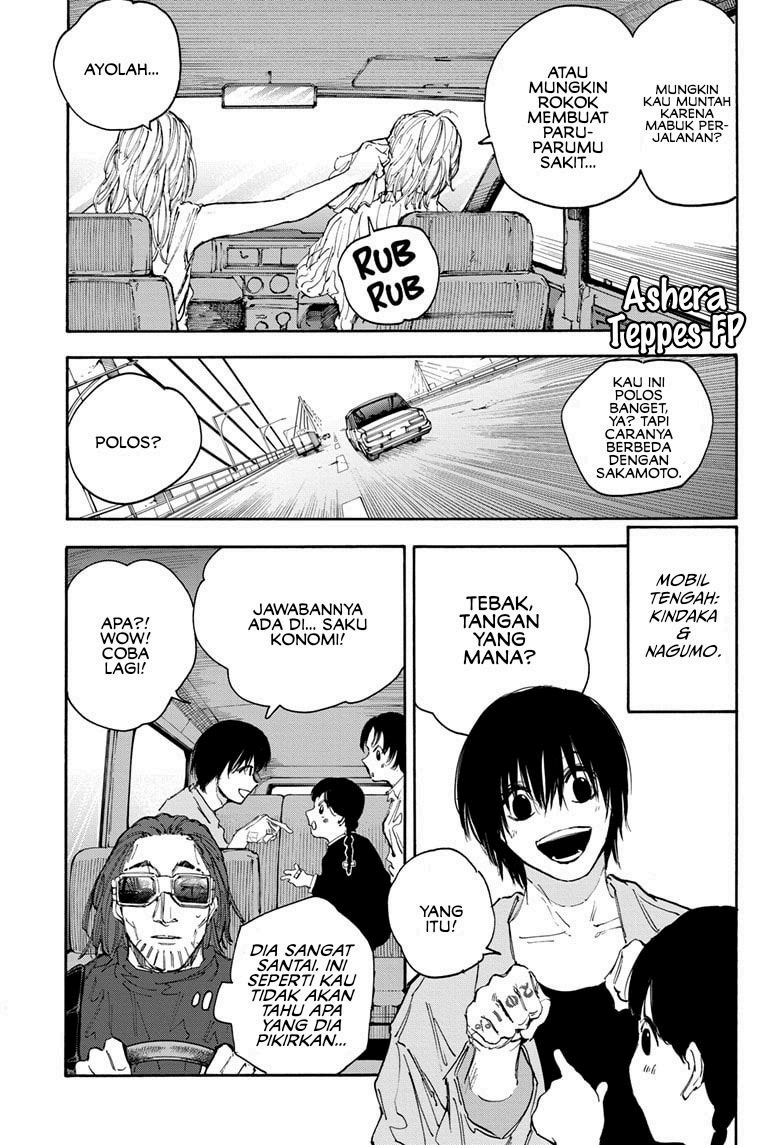 MUNGKIN
KAU MUNTAH
KARENA
MABUK PER-
JALANAN?
ATAU
MUNGKIN
ROKOK
MEMBUAT
PARU-
PARUMU
SAKIT...
AYOLAH...
RUB
RUB
Ashera
Teppes FP
KAU INI
POLOS
BANGET,
YA? TAPI
CARANYA
BERBEDA
DENGAN
SAKAMOTO.
POLOS?
MOBIL
TENGAH:
KINDAKA
&
NAGUMO.
TEBAK,
TANGAN
YANG
MANA?
YANG
ITU!
JAWABANNYA
ADA DI... SAKU
KONOMI!
APA?!
WOW!
COBA
LAGI!
DIA SANGAT
SANTAI. INI
SEPERTI KAU
TIDAK AKAN
TAHU APA
YANG DIA
PIKIRKAN...